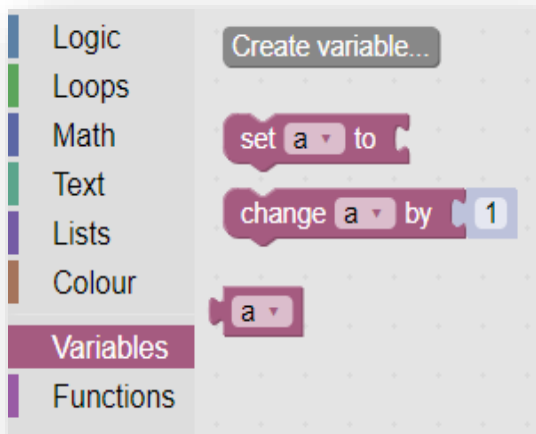 Logic
Loops
Math
Text
Lists
Colour
Variables
Functions
Create variable...
set a to
change a by 1
a